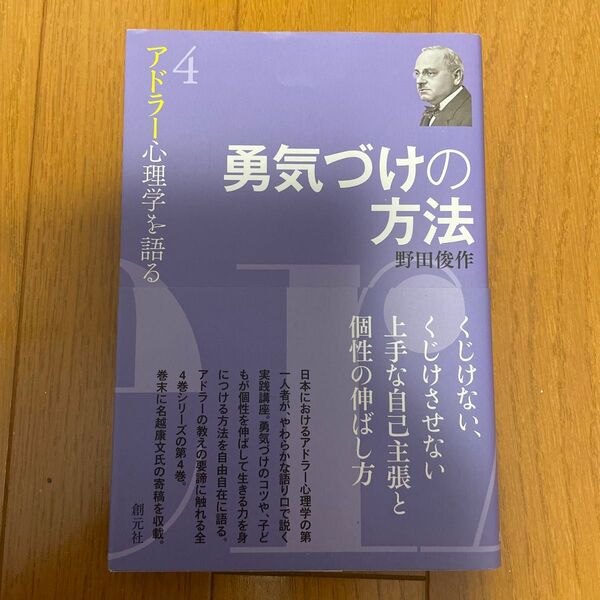 4
アドラー心理学を語る
勇気づけの
方法
野田俊作
くじけない、
くじけさせない
上手な自己主張と
個性の伸ばし方
日本におけるアドラー心理学の第
一人者が、やわらかな語り口で説く
実践講座。勇気づけのコツや、子ど
もが個性を伸ばして生きる力を身
につける方法を自由自在に語る。
アドラーの教えの要諦に触れる全
4巻シリーズの第4巻。
巻末に名越康文氏の寄稿を収載。
創元社